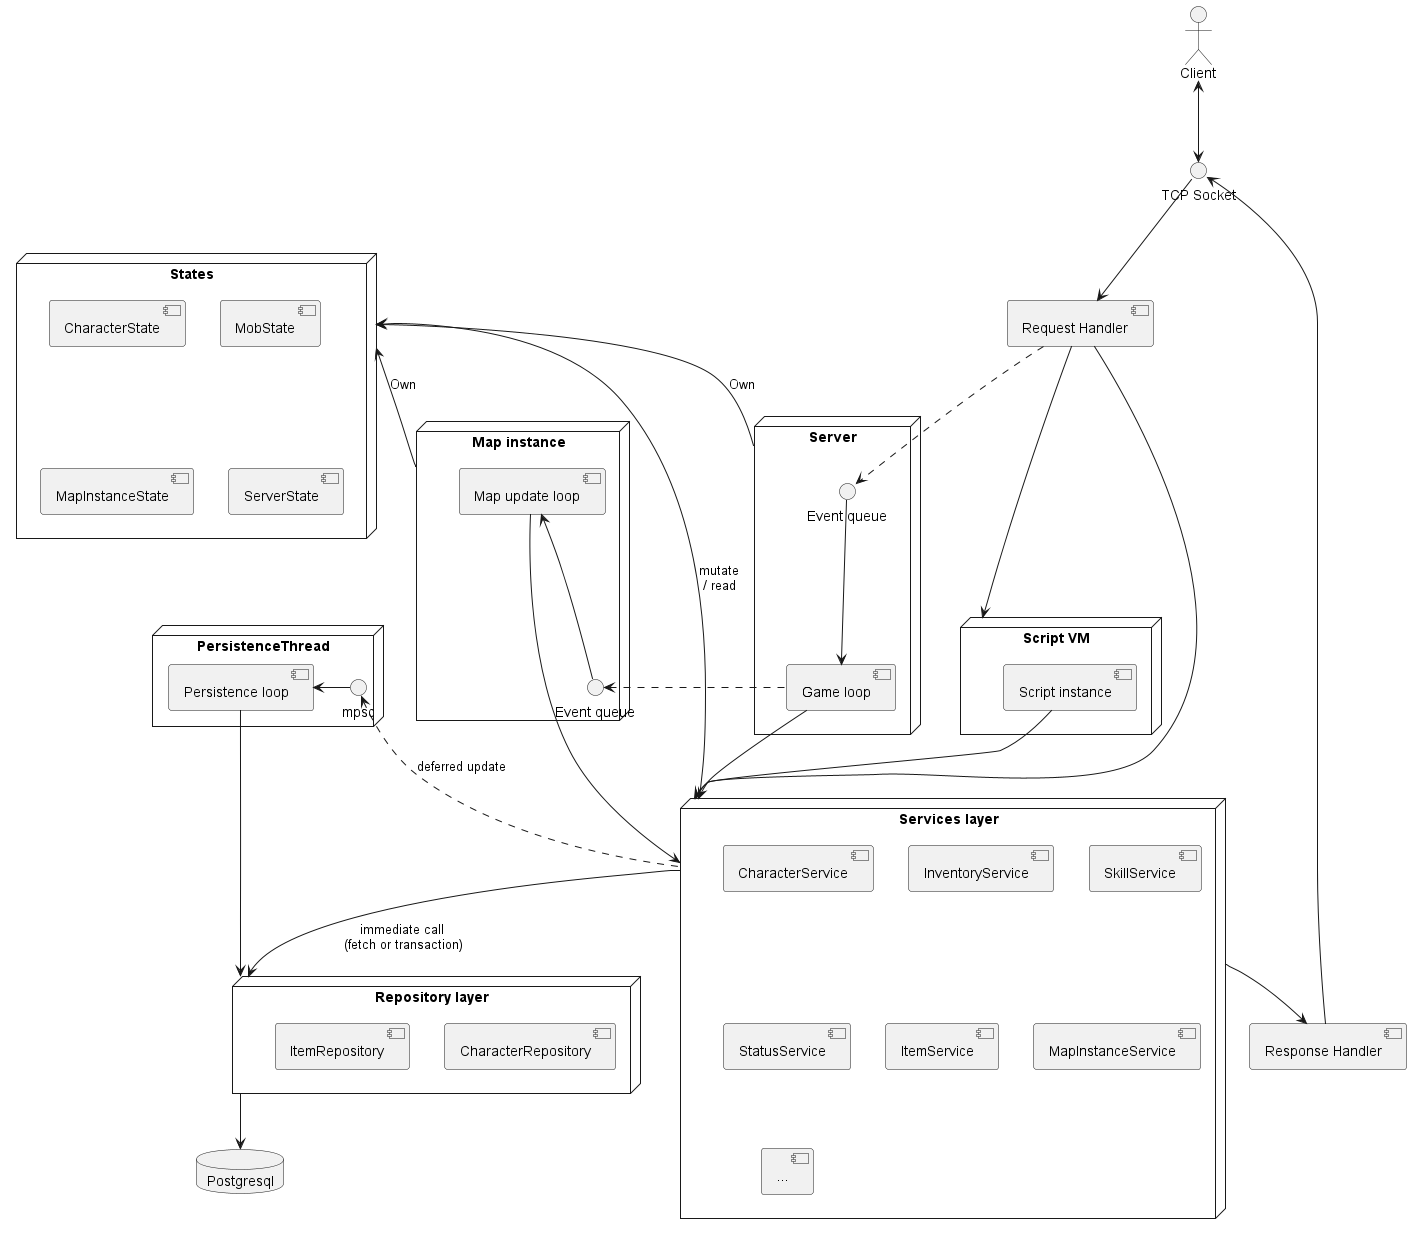 Client
TCP Socket
States
CharacterState
MobState
Request Handler
Own
Own
Map instance
Server
MapInstanceState
ServerState
Map update loop
Event queue
mutate
/ read
PersistenceThread
Script VM
Persistence loop
mpsc
Event queue
Game loop
Script instance
deferred update
Services layer
CharacterService
InventoryService
SkillService
immediate call
(fetch or transaction)
Repository layer
ItemRepository
CharacterRepository
StatusService
ItemService
MapInstanceService
Response Handler
Postgresql
...